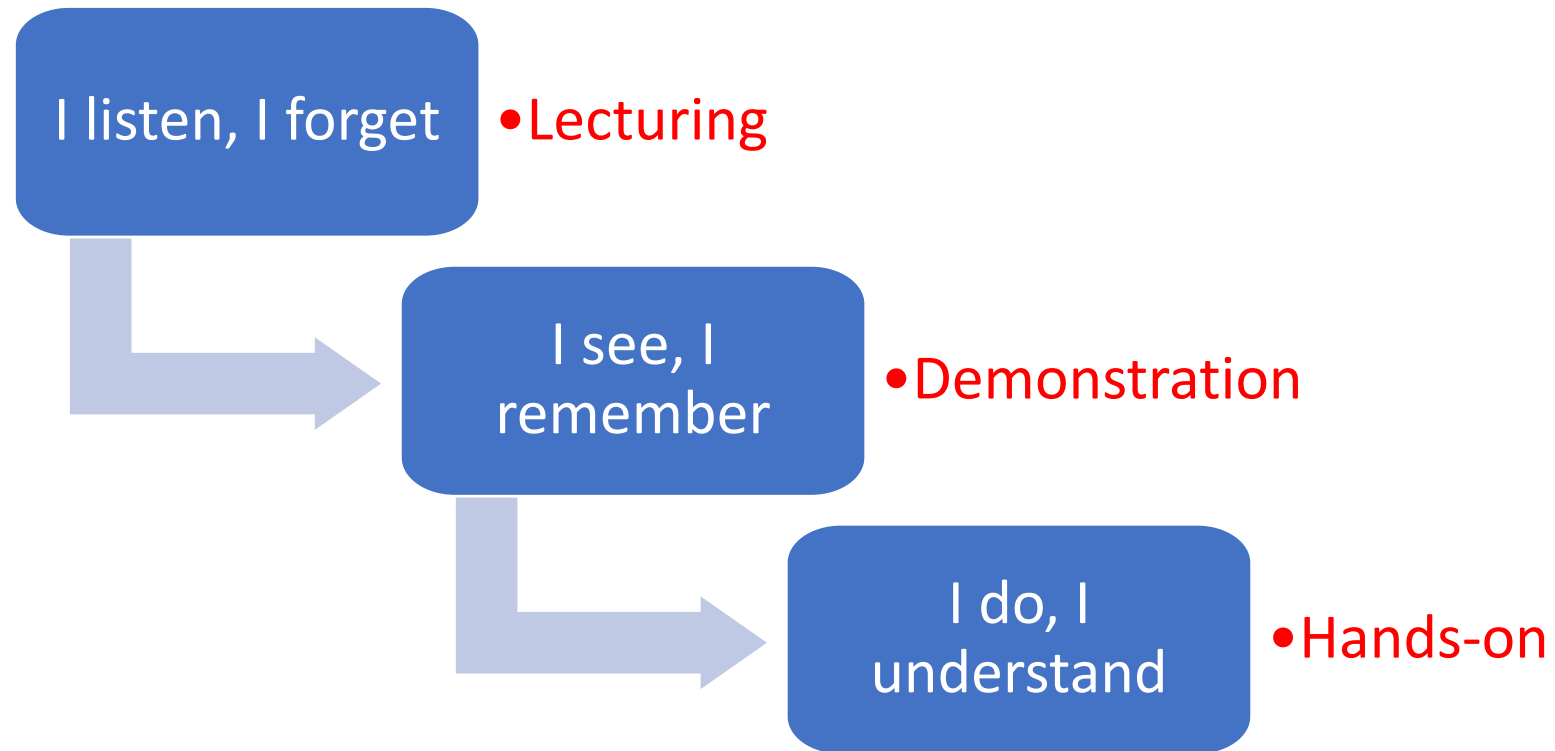 I listen, I forget
•Lecturing
I see, I
remember
•Demonstration
I do, I
understand
•Hands-on